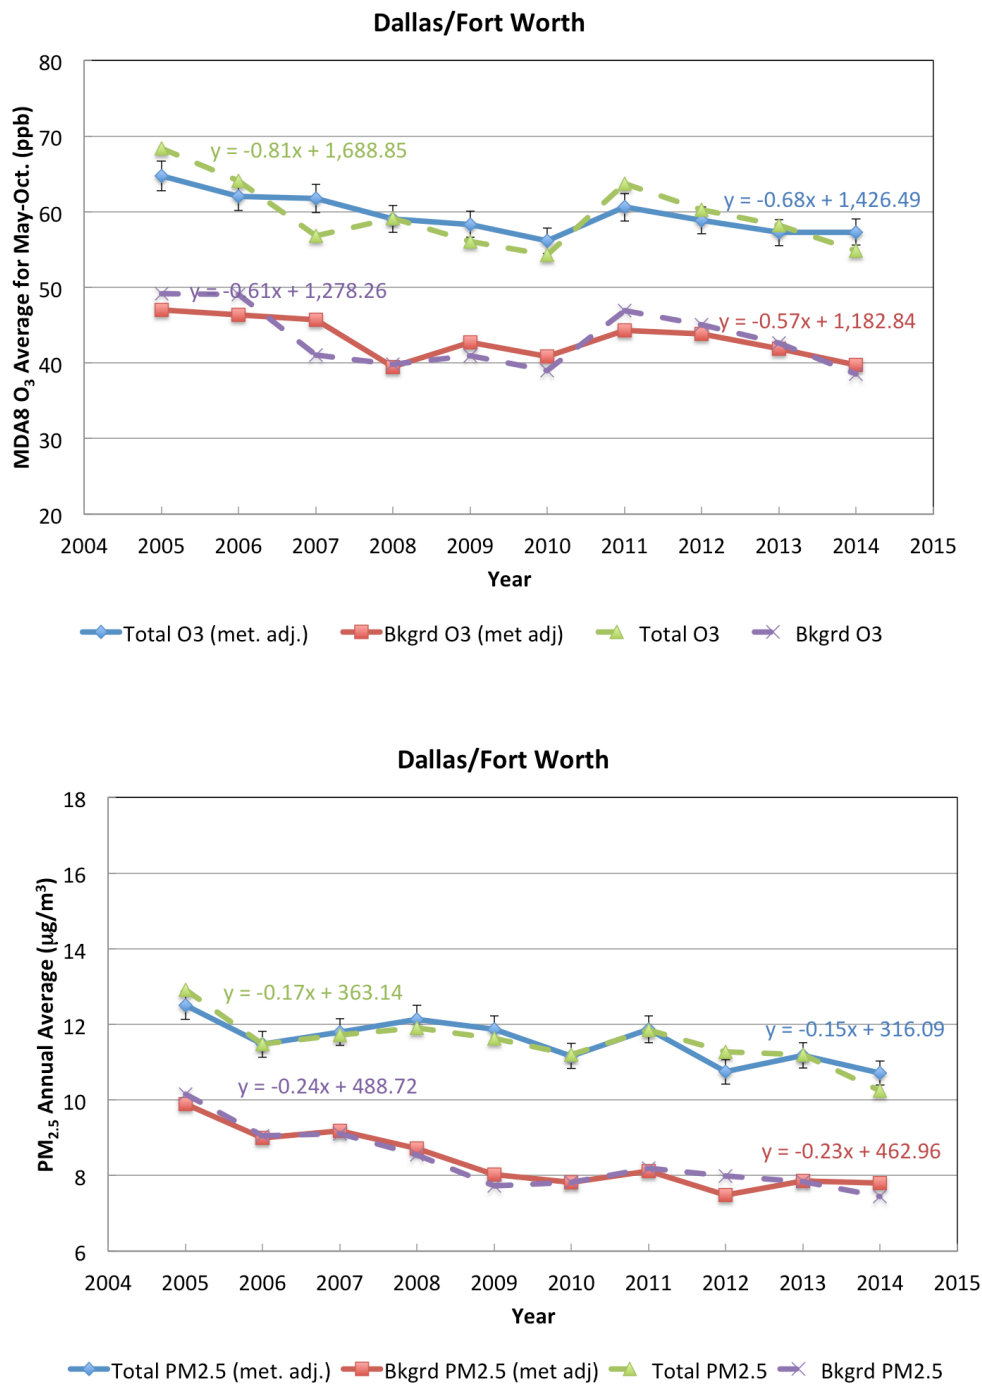 Dallas/Fort Worth
MDA8 O3 Average for May-Oct. (ppb)
80
70
60
50
40
30
20
y = -0.81x + 1,688.85
y = -0.68x + 1,426.49
y = -0.61x + 1,278.26
y = -0.57x + 1,182.84
2004 2005 2006 2007 2008 2009 2010 2011 2012 2013 2014 2015
Year
Total O3 (met. adj.) Bkgrd O3 (met adj) Total O3 Bkgrd O3
Dallas/Fort Worth
PM2.5 Annual Average (µg/m³)
18
16
14
12
10
8
6
y = -0.17x + 363.14
y = -0.15x + 316.09
y = -0.24x + 488.72
y = -0.23x + 462.96
2004 2005 2006 2007 2008 2009 2010 2011 2012 2013 2014 2015
Year
Total PM2.5 (met. adj.) Bkgrd PM2.5 (met adj) Total PM2.5 Bkgrd PM2.5